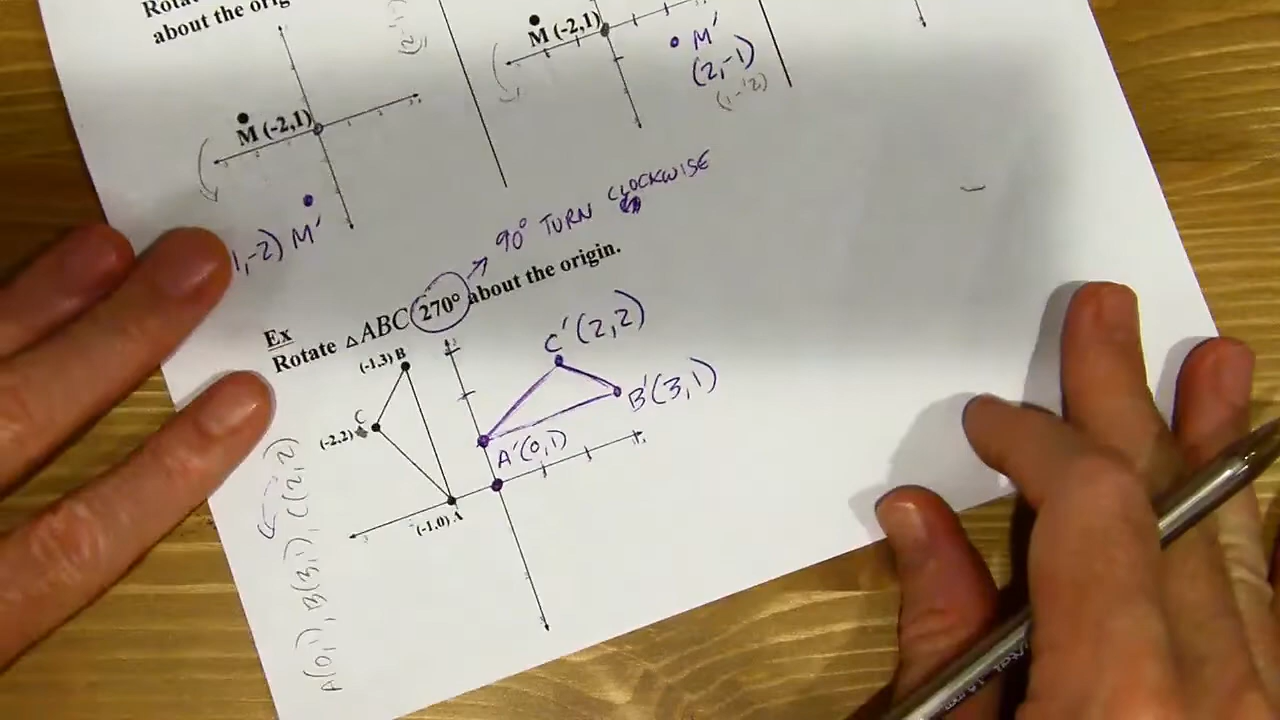 Rota
about the orig
M (-2,1)
1,-2) M'
M (-2,1)
M'
(2,-1)
(1,-2)
90° TURN CLOCKWISE
Ex
Rotate △ABC 270° about the origin.
(-1,3) B
C
(-2,2)
(-1,0) A
C'(2,2)
B'(3,1)
A'(0,1)
A(0,1), B(3,1), C(2,2)